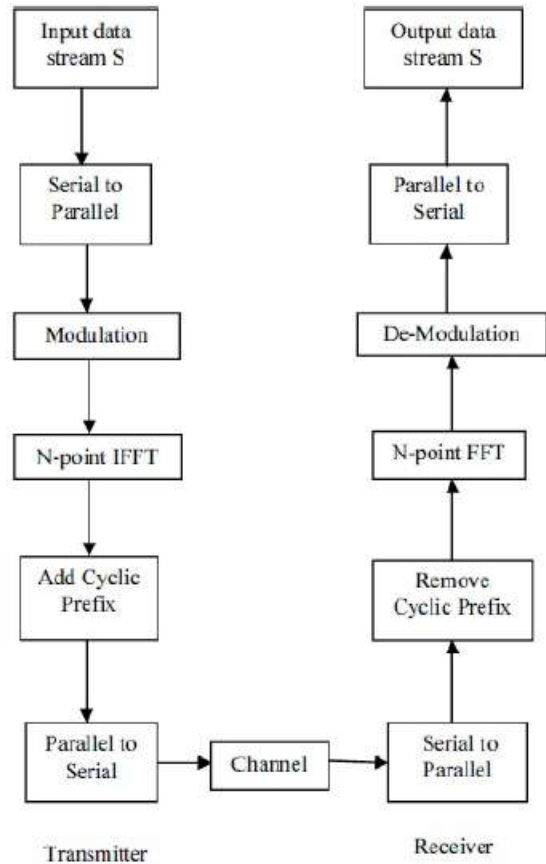 Input data
stream S
Serial to
Parallel
Modulation
N-point IFFT
Add Cyclic
Prefix
Parallel to
Serial
Transmitter
Channel
Output data
stream S
Parallel to
Serial
De-Modulation
N-point FFT
Remove
Cyclic Prefix
Serial to
Parallel
Receiver